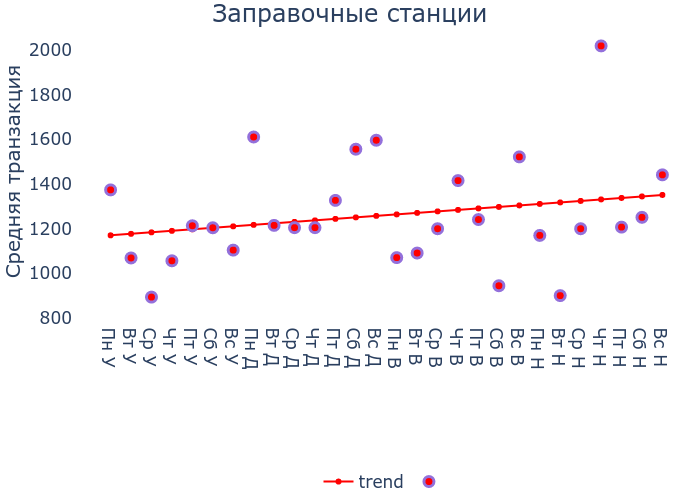 Заправочные станции
Средняя транзакция
2000
1800
1600
1400
1200
1000
800
Пн У
Вт У
Ср У
Чт У
Пт У
Сб У
Вс У
Пн Д
Вт Д
Ср Д
Чт Д
Пт Д
Сб Д
Вс Д
Пн В
Вт В
Ср В
Чт В
Пт В
Сб В
Вс В
Пн Н
Вт Н
Ср Н
Чт Н
Пт Н
Сб Н
Вс Н
trend